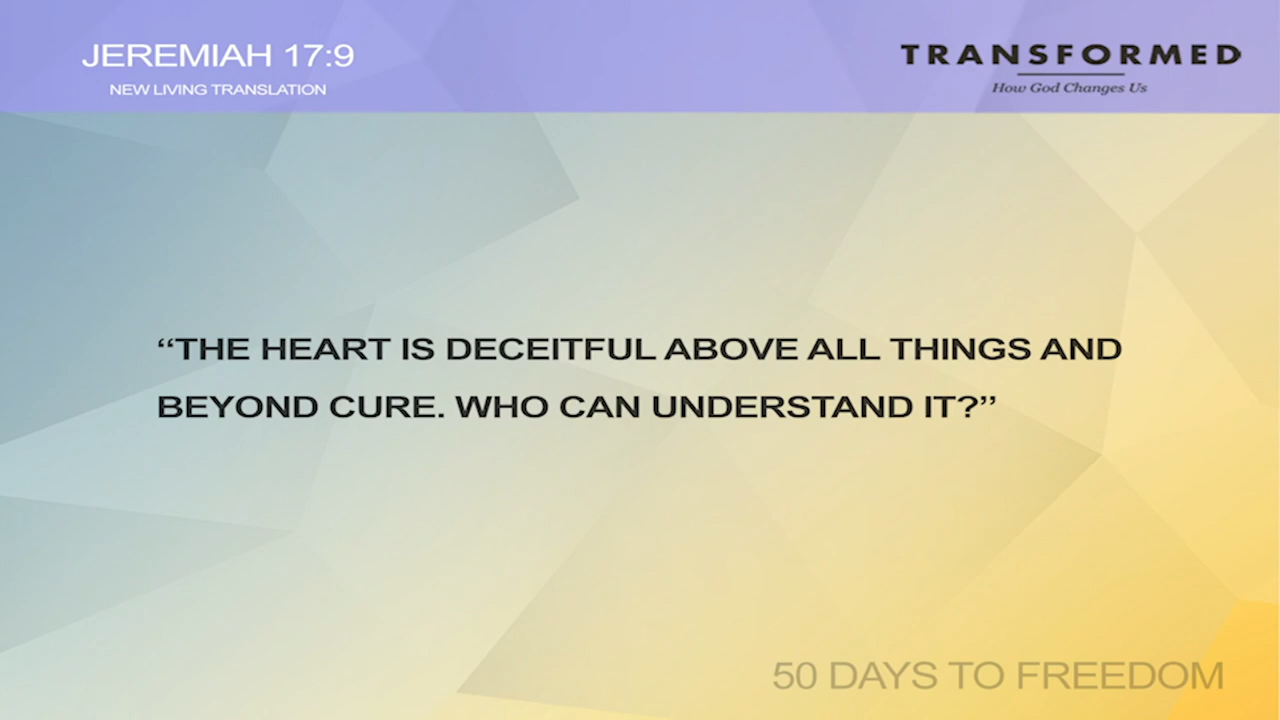 JEREMIAH 17:9
NEW LIVING TRANSLATION
TRANSFORMED
How God Changes Us
“THE HEART IS DECEITFUL ABOVE ALL THINGS AND
BEYOND CURE. WHO CAN UNDERSTAND IT?”
50 DAYS TO FREEDOM